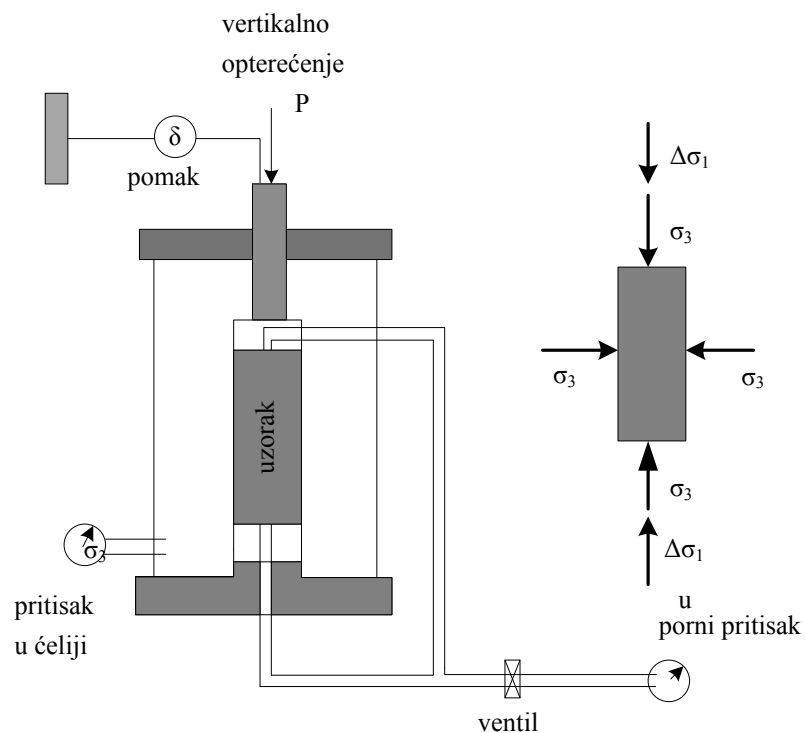 vertikalno
opterećenje
P
δ
pomak
uzorak
σ₃
pritisak
u ćeliji
ventil
Δσ₁
σ₃
σ₃
σ₃
σ₃
Δσ₁
u
porni pritisak